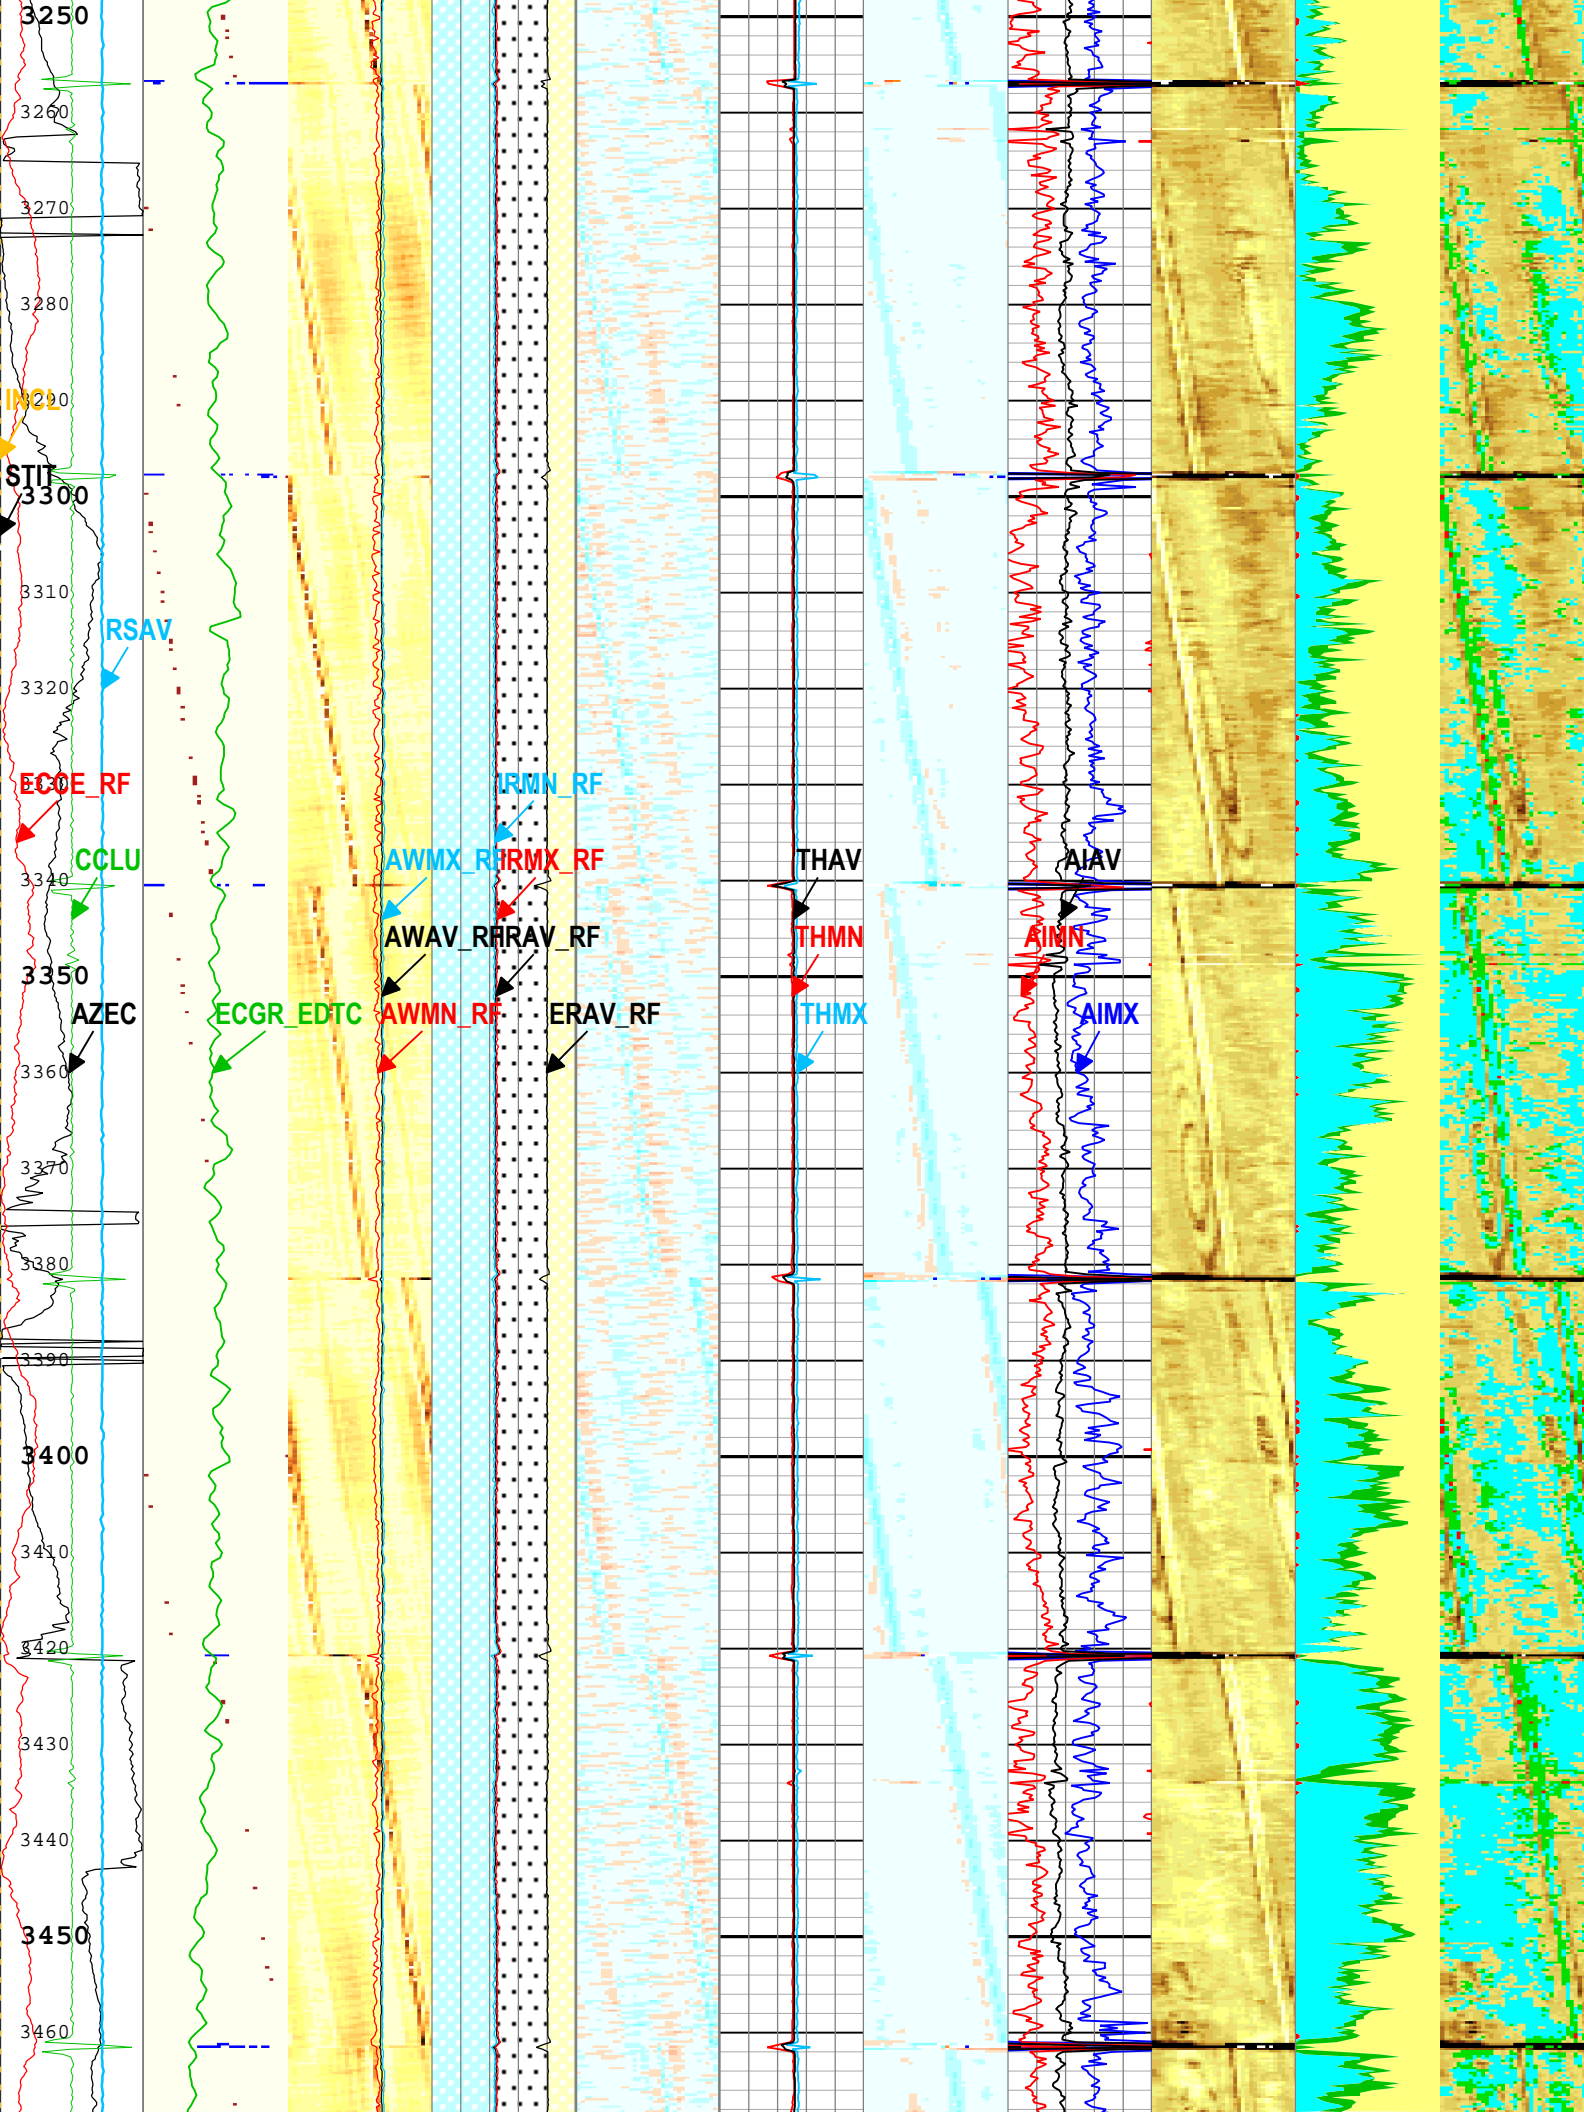 3250
3260
3270
3280
INCL
3290
STIT
3300
3310
RSAV
3320
3330
ECCE_RF
IRMN_RF
CCLU
AWMX_RF
IRMX_RF
THAV
AIAV
3340
AWAV_RF
IRAV_RF
THMN
AIMN
3350
AZEC
ECGR_EDTC
AWMN_RF
ERAV_RF
THMX
AIMX
3360
3370
3380
3390
3400
3410
3420
3430
3440
3450
3460